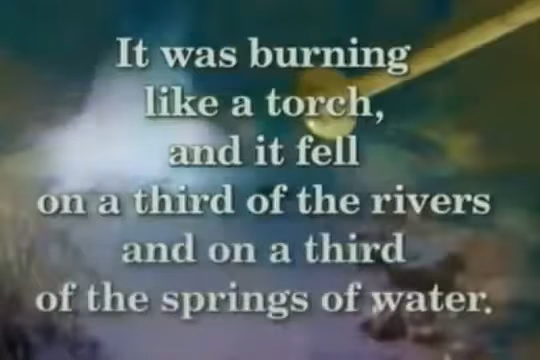 It was burning
like a torch,
and it fell
on a third of the rivers
and on a third
of the springs of water.